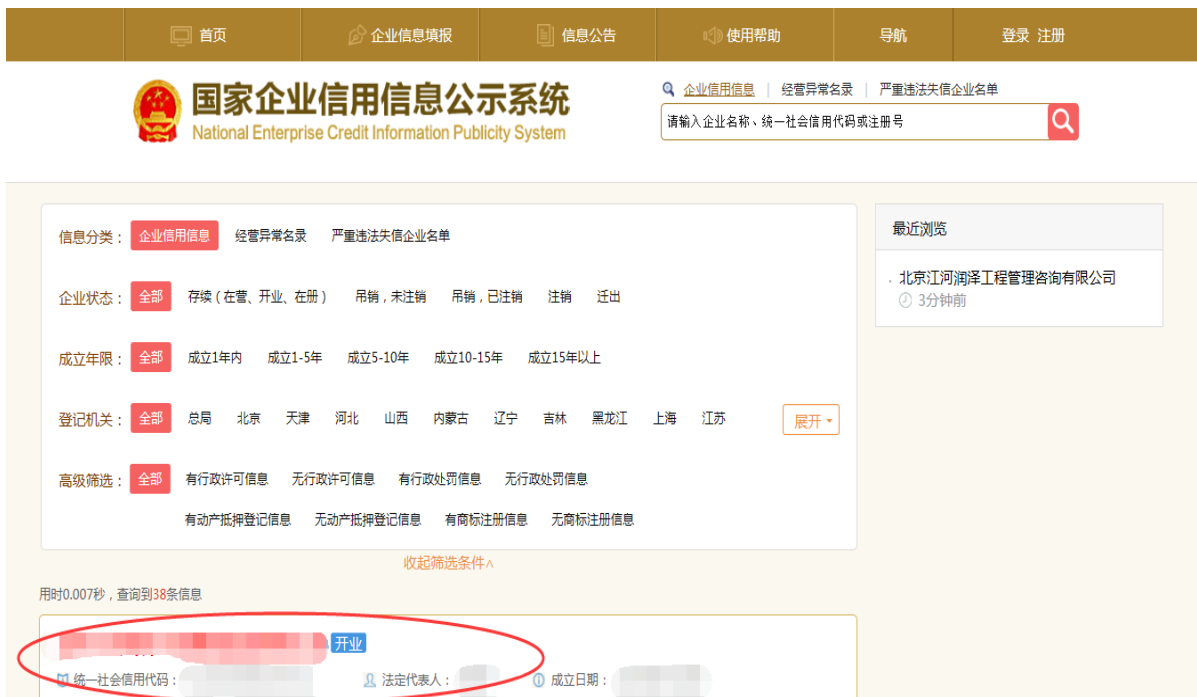 首页 企业信息填报 信息公告 使用帮助 导航 登录 注册
国家企业信用信息公示系统
National Enterprise Credit Information Publicity System
企业信用信息 | 经营异常名录 | 严重违法失信企业名单
请输入企业名称、统一社会信用代码或注册号
信息分类： 企业信用信息 经营异常名录 严重违法失信企业名单
企业状态： 全部 存续（在营、开业、在册） 吊销，未注销 吊销，已注销 注销 迁出
成立年限： 全部 成立1年内 成立1-5年 成立5-10年 成立10-15年 成立15年以上
登记机关： 全部 总局 北京 天津 河北 山西 内蒙古 辽宁 吉林 黑龙江 上海 江苏 展开
高级筛选： 全部 有行政许可信息 无行政许可信息 有行政处罚信息 无行政处罚信息
有动产抵押登记信息 无动产抵押登记信息 有商标注册信息 无商标注册信息
收起筛选条件∧
最近浏览
. 北京江河润泽工程管理咨询有限公司
3分钟前
用时0.007秒，查询到38条信息
开业
统一社会信用代码： 法定代表人： 成立日期：